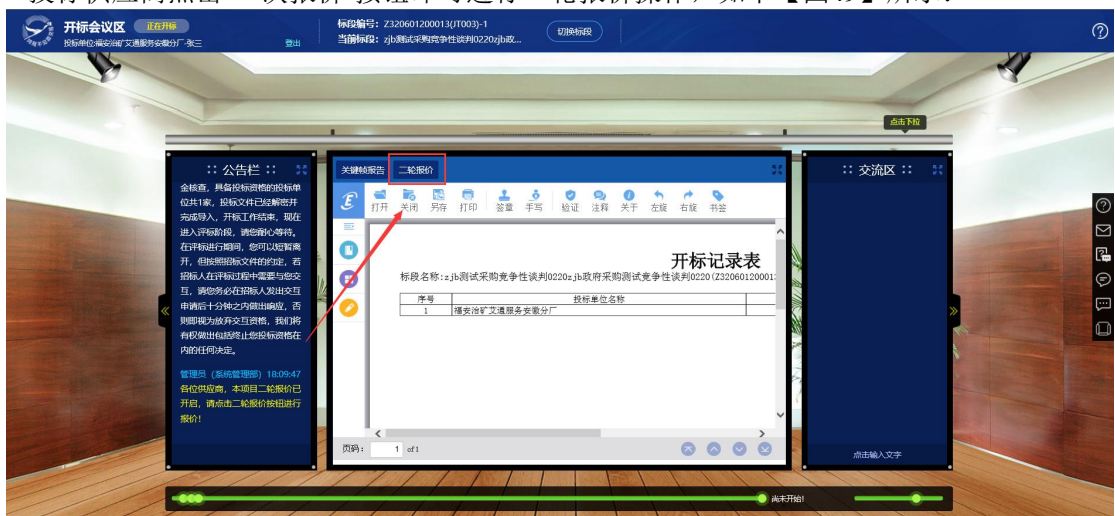 开标会议区 正在开标
投标单位:福安冶矿艾通服务安徽分厂-张三 登出
标段编号：Z3206012000013(JT003)-1
当前标段：zjb测试采购竞争性谈判0220zjb政...
切换标段
点击下拉
:: 公告栏 ::
金核查，具备投标资格的投标单
位共1家，投标文件已经解密并
完成导入，开标工作结束，现在
进入评标阶段，请您耐心等待。
在评标进行期间，您可以短暂离
开，但按照招标文件的约定，若
招标人在评标过程中需要与您交
互，请您务必在招标人发出交互
申请后十分钟之内做出响应，否
则即视为放弃交互资格，我们将
有权做出包括终止您投标资格在
内的任何决定。
管理员（系统管理部）18:09:47
各位供应商，本项目二轮报价已
开启，请点击二轮报价按钮进行
报价！
关键帧报告 二轮报价
打开 关闭 另存 打印 签章 手写 验证 注释 关于 左旋 右旋 书签
开标记录表
标段名称:zjb测试采购竞争性谈判0220zjb政府采购测试竞争性谈判0220(Z32060120001
序号 投标单位名称
1 福安冶矿艾通服务安徽分厂
页码： 1 of1
:: 交流区 ::
点击输入文字
尚未开始!